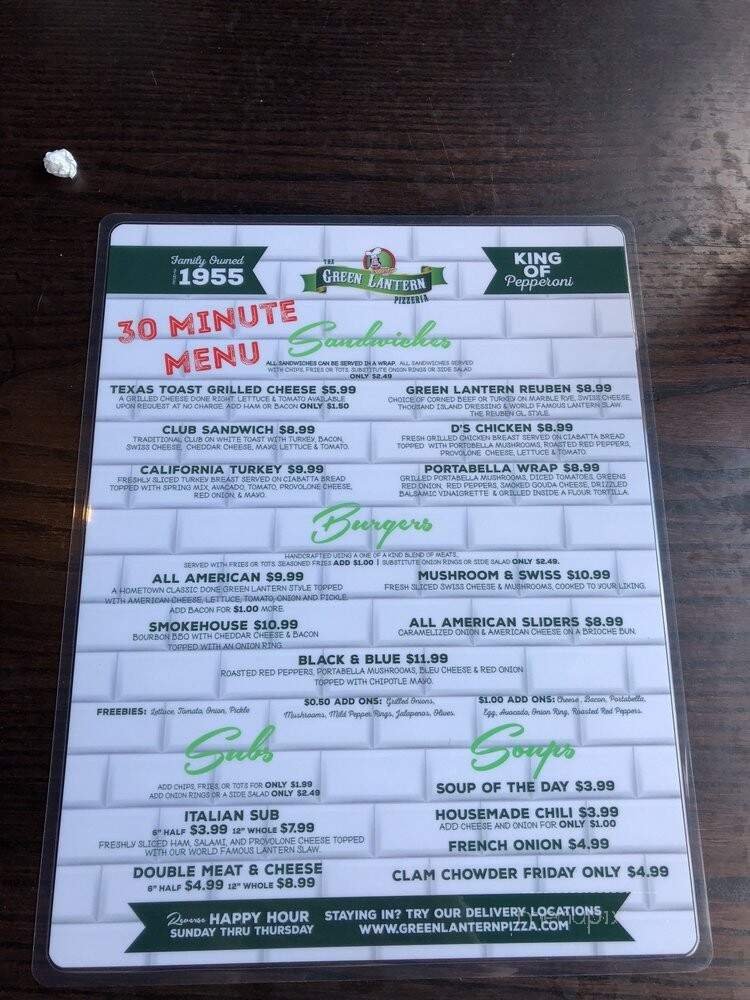 Family Owned
SINCE 1955
THE
GREEN LANTERN
PIZZERIA
KING
OF
Pepperoni
30 MINUTE
MENU
Sandwiches
ALL SANDWICHES CAN BE SERVED IN A WRAP. ALL SANDWICHES SERVED
WITH CHIPS, FRIES OR TOTS, SUBSTITUTE ONION RINGS OR SIDE SALAD
ONLY $2.49
TEXAS TOAST GRILLED CHEESE $5.99
A GRILLED CHEESE DONE RIGHT. LETTUCE & TOMATO AVAILABLE
UPON REQUEST AT NO CHARGE. ADD HAM OR BACON ONLY $1.50
CLUB SANDWICH $8.99
TRADITIONAL CLUB ON WHITE TOAST WITH TURKEY, BACON,
SWISS CHEESE, CHEDDAR CHEESE, MAYO, LETTUCE & TOMATO.
CALIFORNIA TURKEY $9.99
FRESHLY SLICED TURKEY BREAST SERVED ON CIABATTA BREAD
TOPPED WITH SPRING MIX, AVACADO, TOMATO, PROVOLONE CHEESE,
RED ONION, & MAYO.
GREEN LANTERN REUBEN $8.99
CHOICE OF CORNED BEEF OR TURKEY ON MARBLE RYE, SWISS CHEESE,
THOUSAND ISLAND DRESSING & WORLD FAMOUS LANTERN SLAW.
THE REUBEN GL STYLE.
D'S CHICKEN $8.99
FRESH GRILLED CHICKEN BREAST SERVED ON CIABATTA BREAD
TOPPED WITH PORTOBELLA MUSHROOMS, ROASTED RED PEPPERS,
PROVOLONE CHEESE, LETTUCE & TOMATO.
PORTABELLA WRAP $8.99
GRILLED PORTABELLA MUSHROOMS, DICED TOMATOES, GREENS
RED ONION, RED PEPPERS, SMOKED GOUDA CHEESE, DRIZZLED
BALSAMIC VINAIGRETTE & GRILLED INSIDE A FLOUR TORTILLA.
Burgers
HANDCRAFTED USING A ONE OF A KIND BLEND OF MEATS.
SERVED WITH FRIES OR TOTS, SEASONED FRIES ADD $1.00 | SUBSTITUTE ONION RINGS OR SIDE SALAD ONLY $2.49.
ALL AMERICAN $9.99
A HOMETOWN CLASSIC DONE GREEN LANTERN STYLE TOPPED
WITH AMERICAN CHEESE, LETTUCE, TOMATO, ONION AND PICKLE.
ADD BACON FOR $1.00 MORE.
MUSHROOM & SWISS $10.99
FRESH SLICED SWISS CHEESE & MUSHROOMS, COOKED TO YOUR LIKING.
SMOKEHOUSE $10.99
BOURBON BBQ WITH CHEDDAR CHEESE & BACON
TOPPED WITH AN ONION RING
ALL AMERICAN SLIDERS $8.99
CARAMELIZED ONION & AMERICAN CHEESE ON A BRIOCHE BUN.
BLACK & BLUE $11.99
ROASTED RED PEPPERS, PORTABELLA MUSHROOMS, BLEU CHEESE & RED ONION
TOPPED WITH CHIPOTLE MAYO.
FREEBIES: Lettuce, Tomato, Onion, Pickle
$0.50 ADD ONS: Grilled Onions,
Mushrooms, Mild Pepper Rings, Jalapenos, Olives.
$1.00 ADD ONS: Cheese, Bacon, Portabella,
Egg, Avocado, Onion Ring, Roasted Red Peppers.
Subs
ADD CHIPS, FRIES, OR TOTS FOR ONLY $1.99
ADD ONION RINGS OR A SIDE SALAD ONLY $2.49
ITALIAN SUB
6" HALF $3.99 12" WHOLE $7.99
FRESHLY SLICED HAM, SALAMI, AND PROVOLONE CHEESE TOPPED
WITH OUR WORLD FAMOUS LANTERN SLAW.
DOUBLE MEAT & CHEESE
6" HALF $4.99 12" WHOLE $8.99
Soups
SOUP OF THE DAY $3.99
HOUSEMADE CHILI $3.99
ADD CHEESE AND ONION FOR ONLY $1.00
FRENCH ONION $4.99
CLAM CHOWDER FRIDAY ONLY $4.99
Reverse HAPPY HOUR
SUNDAY THRU THURSDAY
STAYING IN? TRY OUR DELIVERY LOCATIONS
WWW.GREENLANTERNPIZZA.COM
menupix